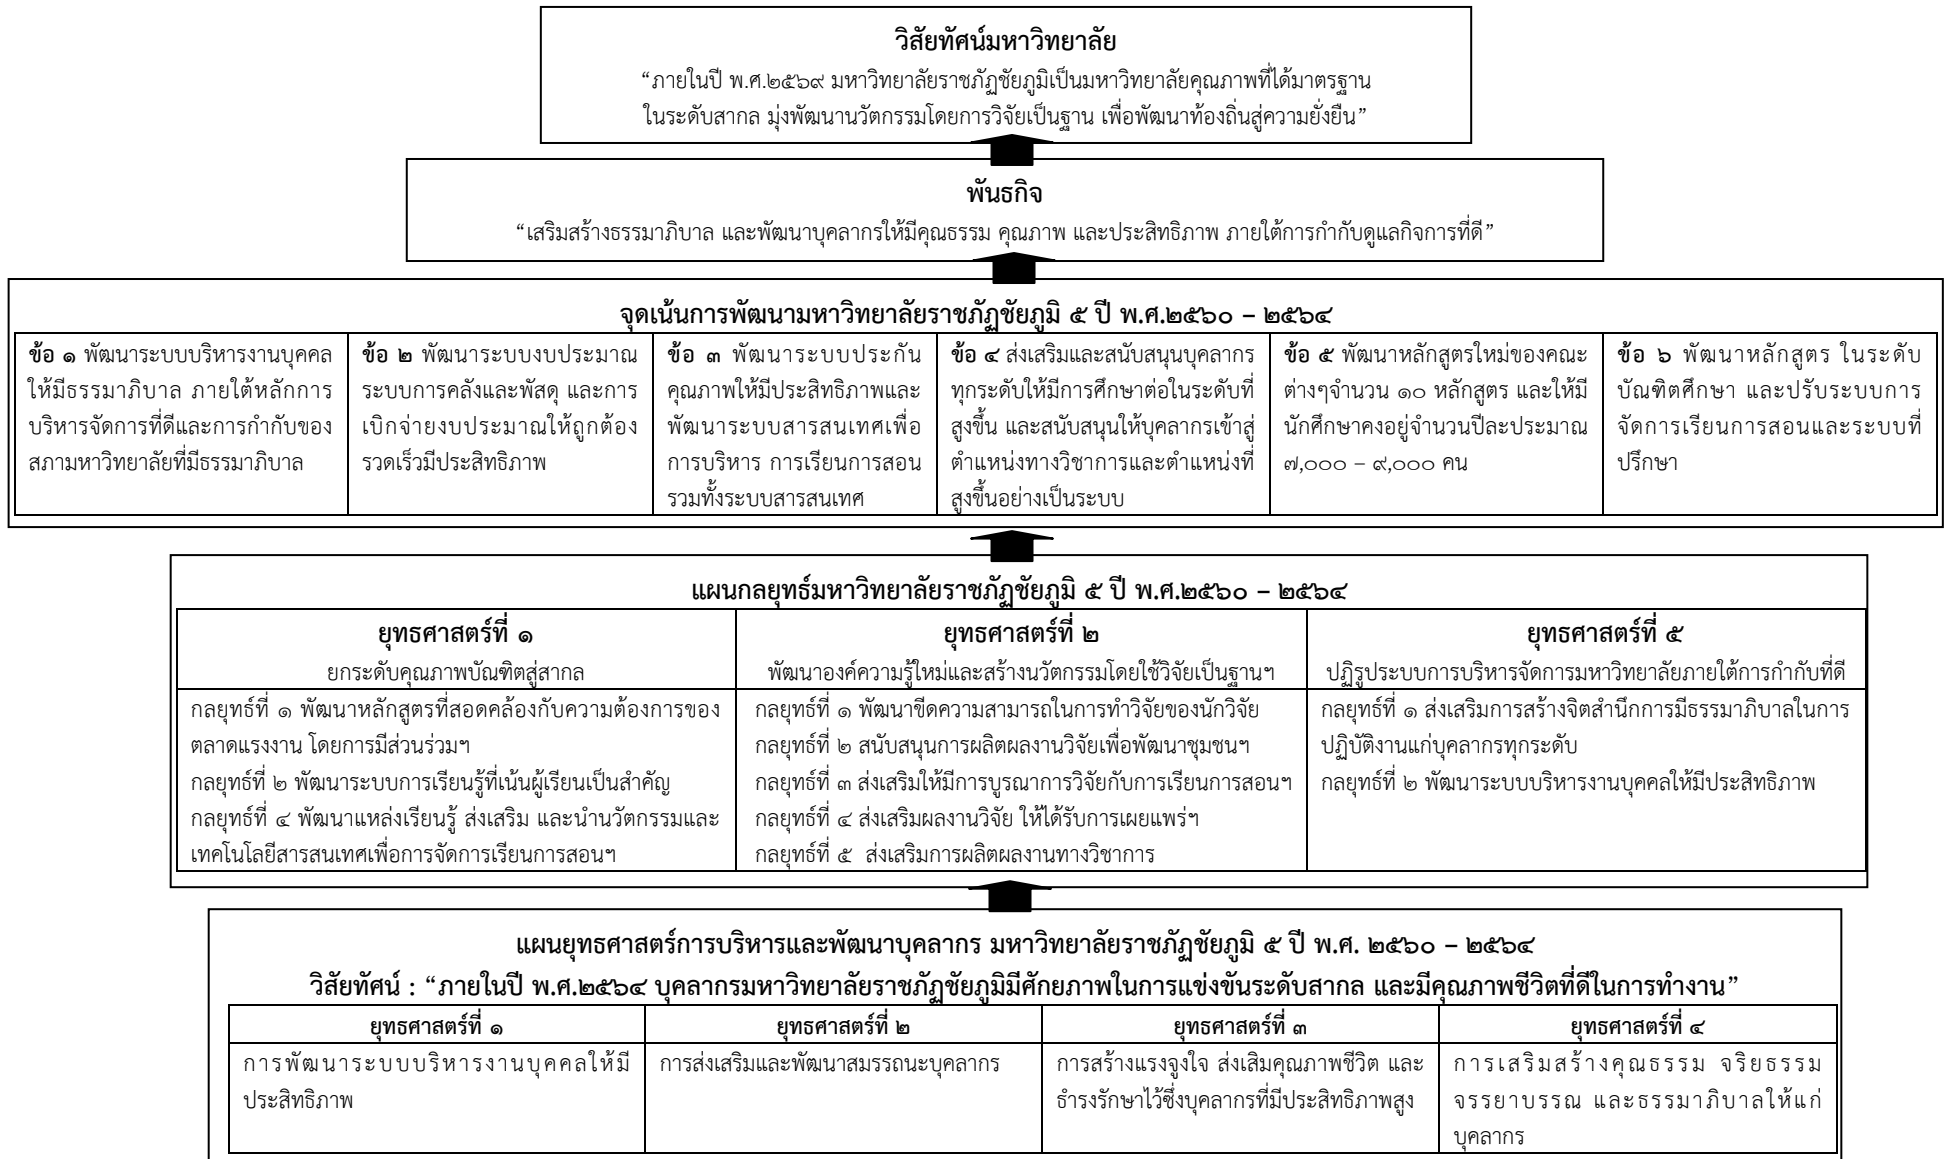 วิสัยทัศน์มหาวิทยาลัย
“ภายในปี พ.ศ.๒๕๖๙ มหาวิทยาลัยราชภัฏชัยภูมิเป็นมหาวิทยาลัยคุณภาพที่ได้มาตรฐาน
ในระดับสากล มุ่งพัฒนานวัตกรรมโดยการวิจัยเป็นฐาน เพื่อพัฒนาท้องถิ่นสู่ความยั่งยืน”
พันธกิจ
“เสริมสร้างธรรมาภิบาล และพัฒนาบุคลากรให้มีคุณธรรม คุณภาพ และประสิทธิภาพ ภายใต้การกำกับดูแลกิจการที่ดี”
จุดเน้นการพัฒนามหาวิทยาลัยราชภัฏชัยภูมิ ๕ ปี พ.ศ.๒๕๖๐ – ๒๕๖๔
ข้อ ๑ พัฒนาระบบบริหารงานบุคคล
ให้มีธรรมาภิบาล ภายใต้หลักการ
บริหารจัดการที่ดีและการกำกับของ
สภามหาวิทยาลัยที่มีธรรมาภิบาล
ข้อ ๒ พัฒนาระบบงบประมาณ
ระบบการคลังและพัสดุ และการ
เบิกจ่ายงบประมาณให้ถูกต้อง
รวดเร็วมีประสิทธิภาพ
ข้อ ๓ พัฒนาระบบประกัน
คุณภาพให้มีประสิทธิภาพและ
พัฒนาระบบสารสนเทศเพื่อ
การบริหาร การเรียนการสอน
รวมทั้งระบบสารสนเทศ
ข้อ ๔ ส่งเสริมและสนับสนุนบุคลากร
ทุกระดับให้มีการศึกษาต่อในระดับที่
สูงขึ้น และสนับสนุนให้บุคลากรเข้าสู่
ตำแหน่งทางวิชาการและตำแหน่งที่
สูงขึ้นอย่างเป็นระบบ
ข้อ ๕ พัฒนาหลักสูตรใหม่ของคณะ
ต่างๆจำนวน ๑๐ หลักสูตร และให้มี
นักศึกษาคงอยู่จำนวนปีละประมาณ
๗,๐๐๐ – ๙,๐๐๐ คน
ข้อ ๖ พัฒนาหลักสูตร ในระดับ
บัณฑิตศึกษา และปรับระบบการ
จัดการเรียนการสอนและระบบที่
ปรึกษา
แผนกลยุทธ์มหาวิทยาลัยราชภัฏชัยภูมิ ๕ ปี พ.ศ.๒๕๖๐ – ๒๕๖๔
ยุทธศาสตร์ที่ ๑
ยกระดับคุณภาพบัณฑิตสู่สากล
ยุทธศาสตร์ที่ ๒
พัฒนาองค์ความรู้ใหม่และสร้างนวัตกรรมโดยใช้วิจัยเป็นฐานฯ
ยุทธศาสตร์ที่ ๕
ปฏิรูประบบการบริหารจัดการมหาวิทยาลัยภายใต้การกำกับที่ดี
กลยุทธ์ที่ ๑ พัฒนาหลักสูตรที่สอดคล้องกับความต้องการของ
ตลาดแรงงาน โดยการมีส่วนร่วมฯ
กลยุทธ์ที่ ๒ พัฒนาระบบการเรียนรู้ที่เน้นผู้เรียนเป็นสำคัญ
กลยุทธ์ที่ ๔ พัฒนาแหล่งเรียนรู้ ส่งเสริม และนำนวัตกรรมและ
เทคโนโลยีสารสนเทศเพื่อการจัดการเรียนการสอนฯ
กลยุทธ์ที่ ๑ พัฒนาขีดความสามารถในการทำวิจัยของนักวิจัย
กลยุทธ์ที่ ๒ สนับสนุนการผลิตผลงานวิจัยเพื่อพัฒนาชุมชนฯ
กลยุทธ์ที่ ๓ ส่งเสริมให้มีการบูรณาการวิจัยกับการเรียนการสอนฯ
กลยุทธ์ที่ ๔ ส่งเสริมผลงานวิจัย ให้ได้รับการเผยแพร่ฯ
กลยุทธ์ที่ ๕ ส่งเสริมการผลิตผลงานทางวิชาการ
กลยุทธ์ที่ ๑ ส่งเสริมการสร้างจิตสำนึกการมีธรรมาภิบาลในการ
ปฏิบัติงานแก่บุคลากรทุกระดับ
กลยุทธ์ที่ ๒ พัฒนาระบบบริหารงานบุคคลให้มีประสิทธิภาพ
แผนยุทธศาสตร์การบริหารและพัฒนาบุคลากร มหาวิทยาลัยราชภัฏชัยภูมิ ๕ ปี พ.ศ. ๒๕๖๐ – ๒๕๖๔
วิสัยทัศน์ : “ภายในปี พ.ศ.๒๕๖๔ บุคลากรมหาวิทยาลัยราชภัฏชัยภูมิมีศักยภาพในการแข่งขันระดับสากล และมีคุณภาพชีวิตที่ดีในการทำงาน”
ยุทธศาสตร์ที่ ๑
ยุทธศาสตร์ที่ ๒
ยุทธศาสตร์ที่ ๓
ยุทธศาสตร์ที่ ๔
การพัฒนาระบบบริหารงานบุคคลให้มี
ประสิทธิภาพ
การส่งเสริมและพัฒนาสมรรถนะบุคลากร
การสร้างแรงจูงใจ ส่งเสิมคุณภาพชีวิต และ
ธำรงรักษาไว้ซึ่งบุคลากรที่มีประสิทธิภาพสูง
การเสริมสร้างคุณธรรม จริยธรรม
จรรยาบรรณ และธรรมาภิบาลให้แก่
บุคลากร